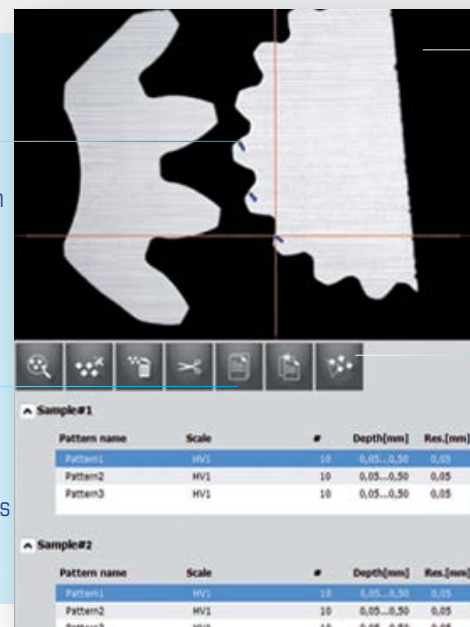 n
s
Sample#1
Pattern name Scale # Depth[mm] Res.[mm]
Pattern1 HV1 10 0,05...0,50 0,05
Pattern2 HV1 10 0,05...0,50 0,05
Pattern3 HV1 10 0,05...0,50 0,05
Sample#2
Pattern name Scale # Depth[mm] Res.[mm]
Pattern1 HV1 10 0,05...0,50 0,05
Pattern2 HV1 10 0,05...0,50 0,05